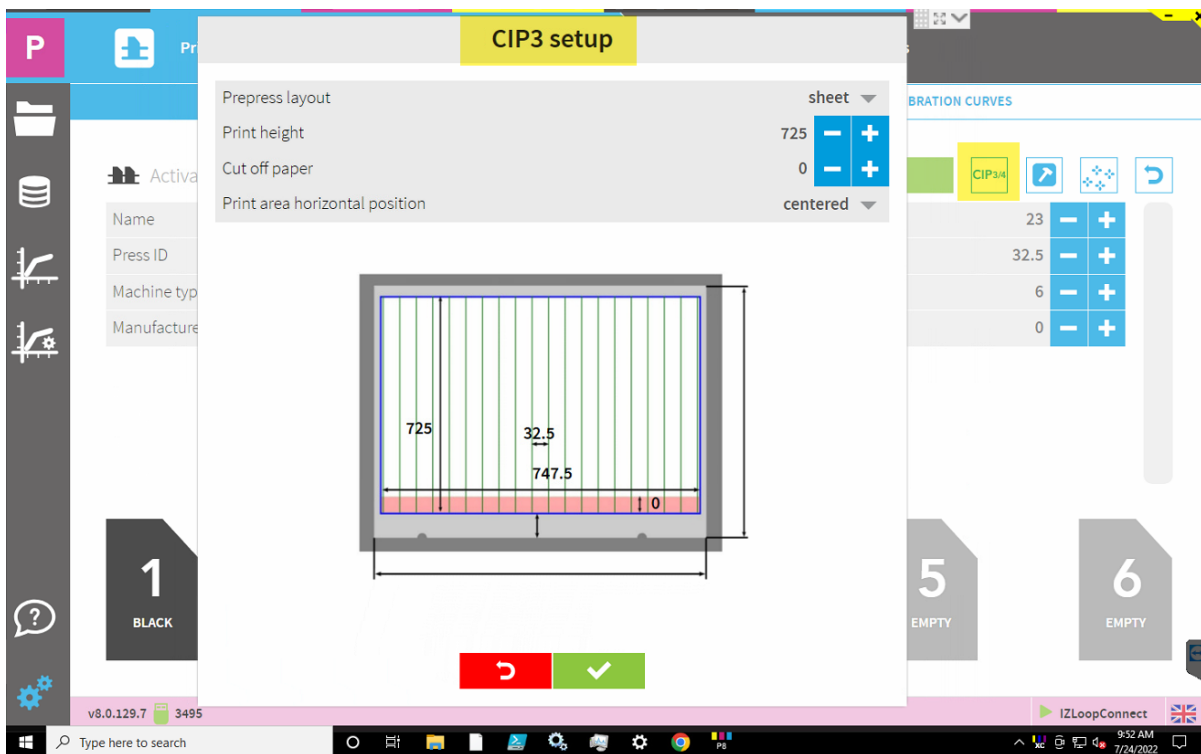 P
CIP3 setup
Prepress layout
sheet
Print height
725
Cut off paper
0
Print area horizontal position
centered
BRATION CURVES
Activa
CIP3/4
Name
23
Press ID
32.5
Machine typ
6
Manufacture
0
725
32.5
747.5
0
1
BLACK
5
EMPTY
6
EMPTY
?
v8.0.129.7
3495
IZLoopConnect
Type here to search
P8
9:52 AM
7/24/2022